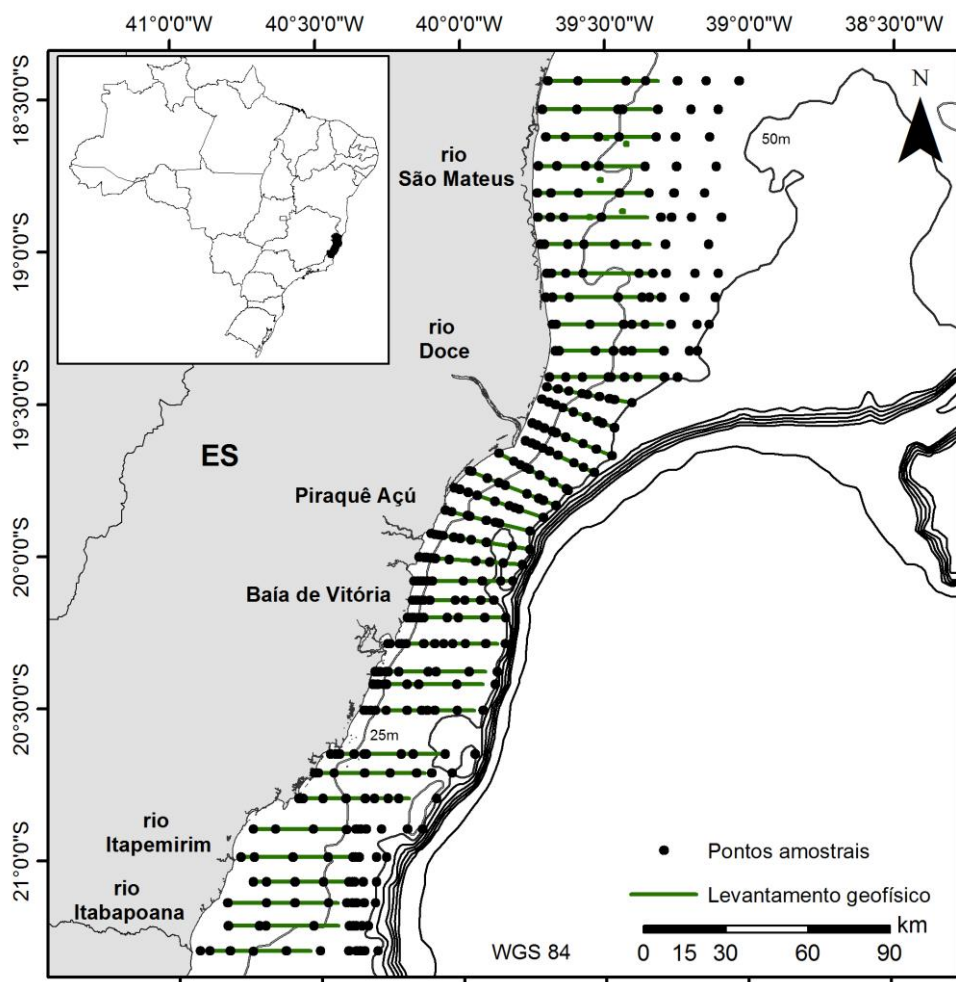 41°0'0"W 40°30'0"W 40°0'0"W 39°30'0"W 39°0'0"W 38°30'0"W
N
18°30'0"S
50m
rio
São Mateus
19°0'0"S
rio
Doce
19°30'0"S
ES
Piraquê Açú
20°0'0"S
Baía de Vitória
20°30'0"S
25m
rio
Itapemirim
Pontos amostrais
21°0'0"S
rio
Itabapoana
Levantamento geofísico
km
WGS 84
0 15 30 60 90